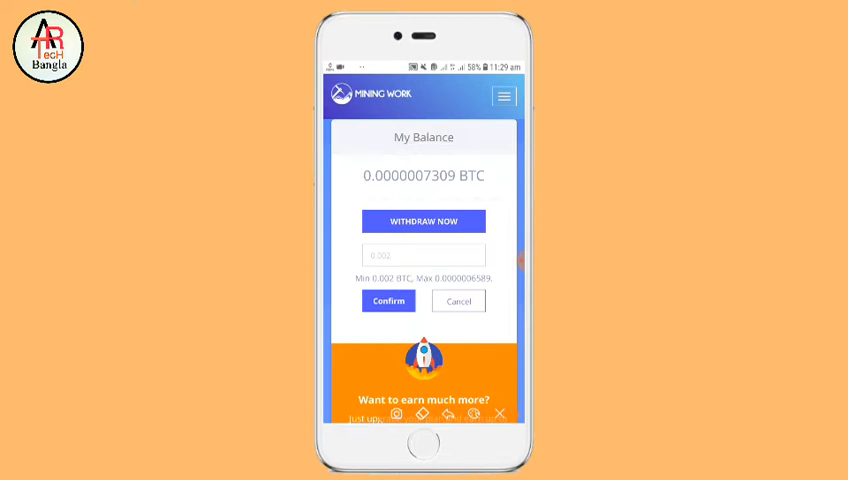 AR
TecH
Bangla
58% 11:29 am
MINING WORK
My Balance
0.0000007309 BTC
WITHDRAW NOW
0.002
Min 0.002 BTC, Max 0.0000006589.
Confirm Cancel
Want to earn much more?
Just